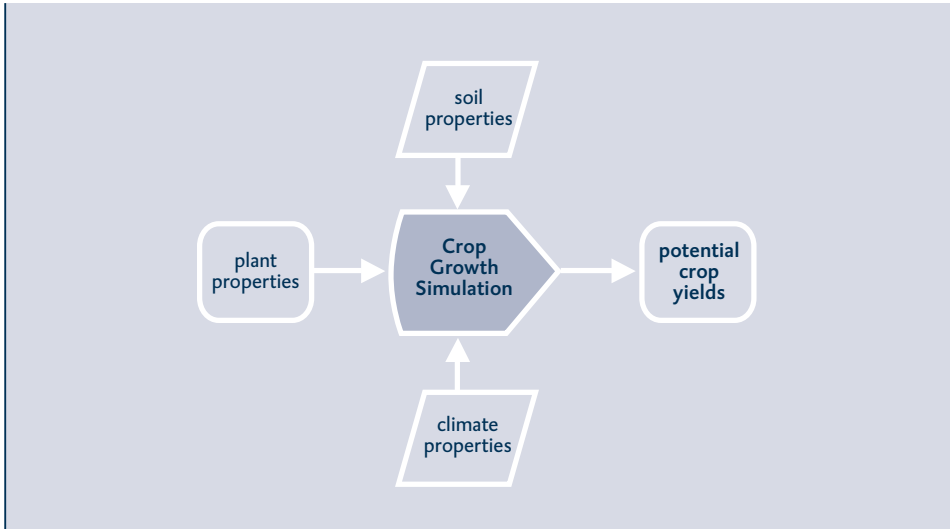 soil
properties
plant
properties
Crop
Growth
Simulation
potential
crop
yields
climate
properties